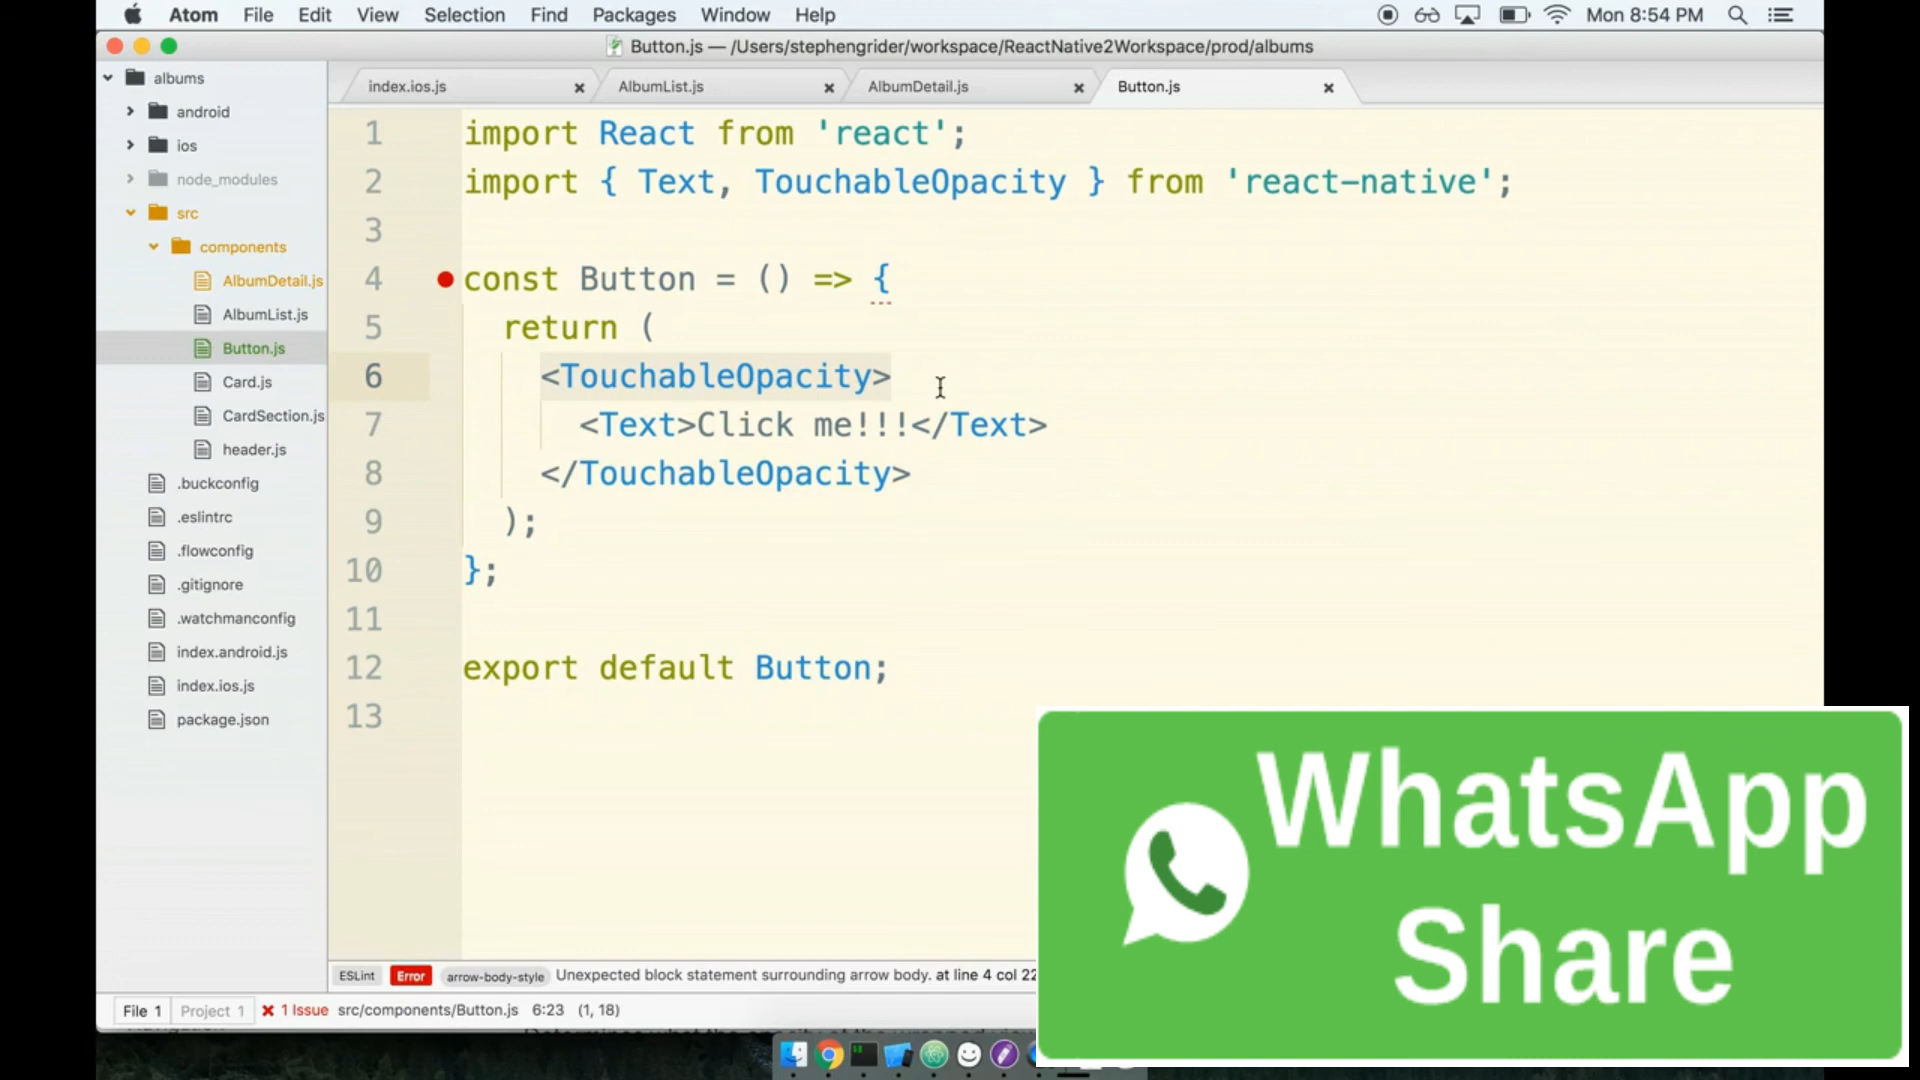 Atom File Edit View Selection Find Packages Window Help Mon 8:54 PM
Button.js — /Users/stephengrider/workspace/ReactNative2Workspace/prod/albums
albums
android
ios
node_modules
src
components
AlbumDetail.js
AlbumList.js
Button.js
Card.js
CardSection.js
header.js
.buckconfig
.eslintrc
.flowconfig
.gitignore
.watchmanconfig
index.android.js
index.ios.js
package.json
index.ios.js AlbumList.js AlbumDetail.js Button.js
1 import React from 'react';
2 import { Text, TouchableOpacity } from 'react-native';
3
4 const Button = () => {
5 return (
6 <TouchableOpacity>
7 <Text>Click me!!!</Text>
8 </TouchableOpacity>
9 );
10 };
11
12 export default Button;
13
ESLint Error arrow-body-style Unexpected block statement surrounding arrow body. at line 4 col 22
File 1 Project 1 1 Issue src/components/Button.js 6:23 (1, 18)
WhatsApp
Share